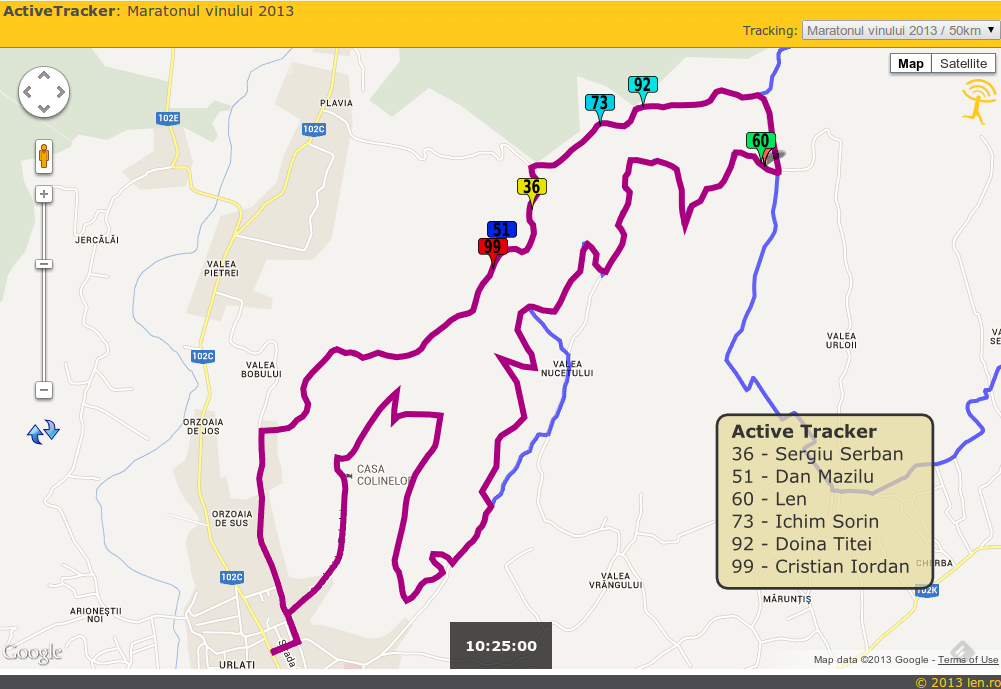 ActiveTracker: Maratonul vinului 2013
Tracking: Maratonul vinului 2013 / 50km
Map Satellite
92
73
PLAVIA
102E
102C
60
36
51
99
JERCĂLĂI
VALEA
PIETREI
102C
VALEA
BOBULUI
VALEA
URLOII
VALEA
NUCETULUI
ORZOAIA
DE JOS
CASA
COLINELOR
ORZOAIA
DE SUS
102C
Active Tracker
36 - Sergiu Serban
51 - Dan Mazilu
60 - Len
73 - Ichim Sorin
92 - Doina Titei
99 - Cristian Iordan
CHERBA
102K
VALEA
VRÂNGULUI
MĂRUNȚIȘ
ARIONEȘTII
NOI
URLATI
Google
10:25:00
Map data ©2013 Google - Terms of Use
© 2013 len.ro